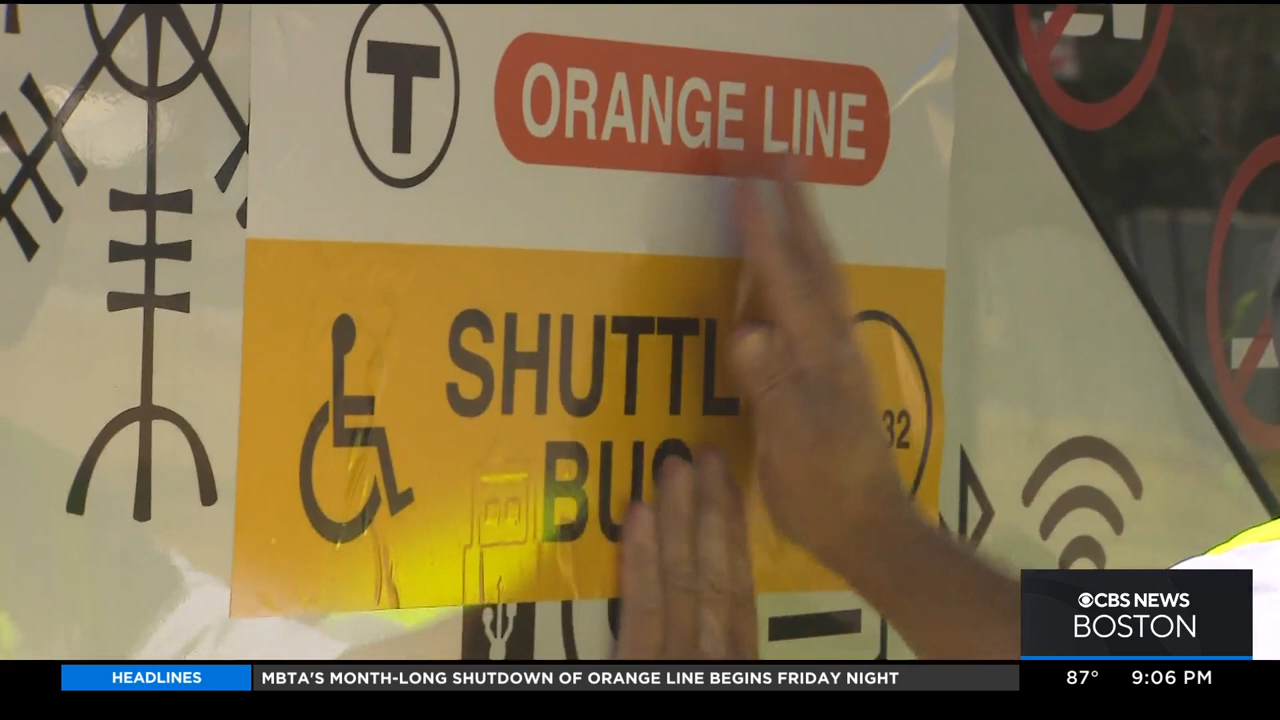 T
ORANGE LINE
SHUTTL
BUS
32
CBS NEWS
BOSTON
HEADLINES
MBTA'S MONTH-LONG SHUTDOWN OF ORANGE LINE BEGINS FRIDAY NIGHT
87° 9:06 PM